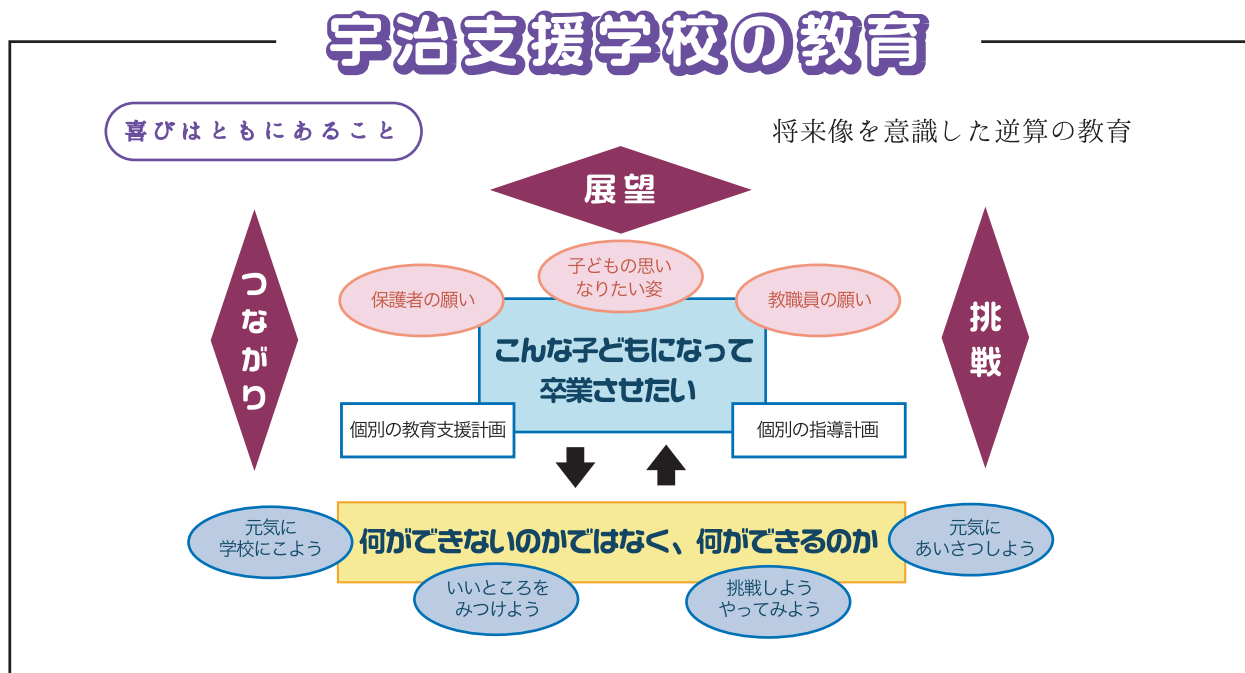 宇治支援学校の教育
喜びはともにあること
将来像を意識した逆算の教育
展望
つながり
挑戦
保護者の願い
子どもの思い
なりたい姿
教職員の願い
こんな子どもになって
卒業させたい
個別の教育支援計画
個別の指導計画
元気に
学校にこよう
何ができないのかではなく、何ができるのか
元気に
あいさつしよう
いいところを
みつけよう
挑戦しよう
やってみよう